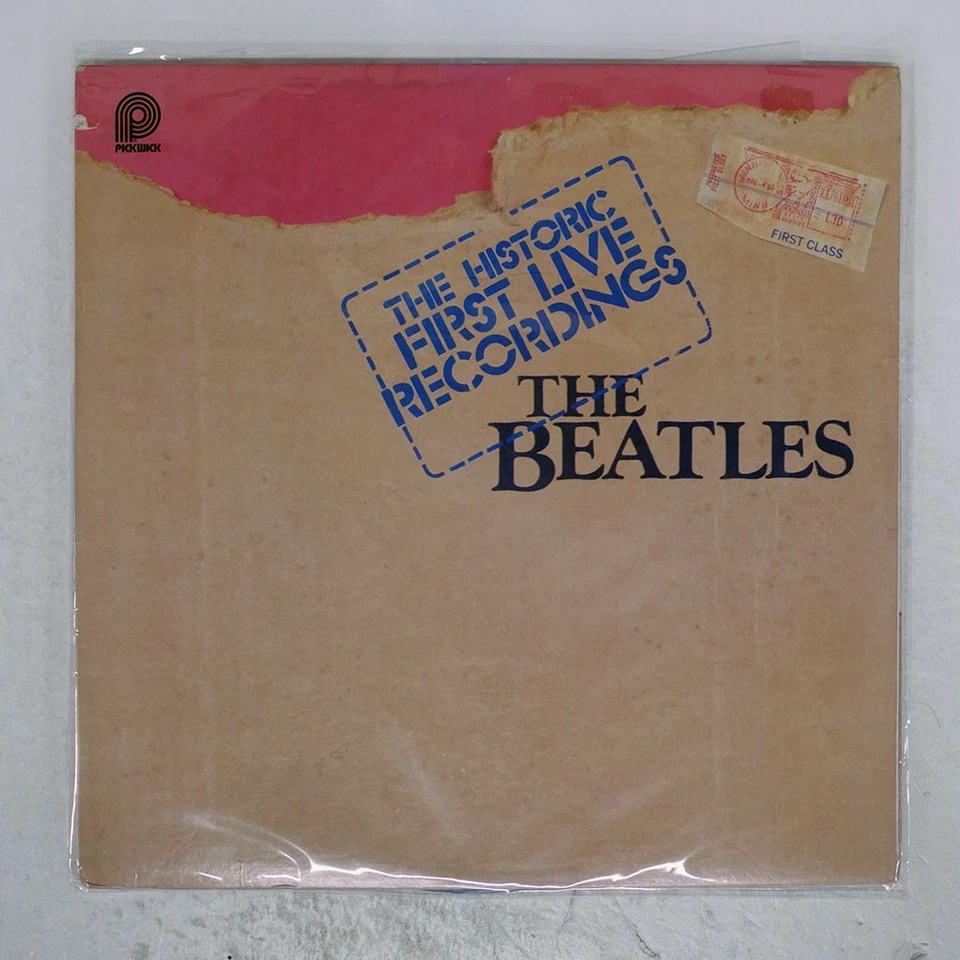 PICKWICK
THE HISTORIC
FIRST LIVE
RECORDINGS
THE
BEATLES
FIRST CLASS